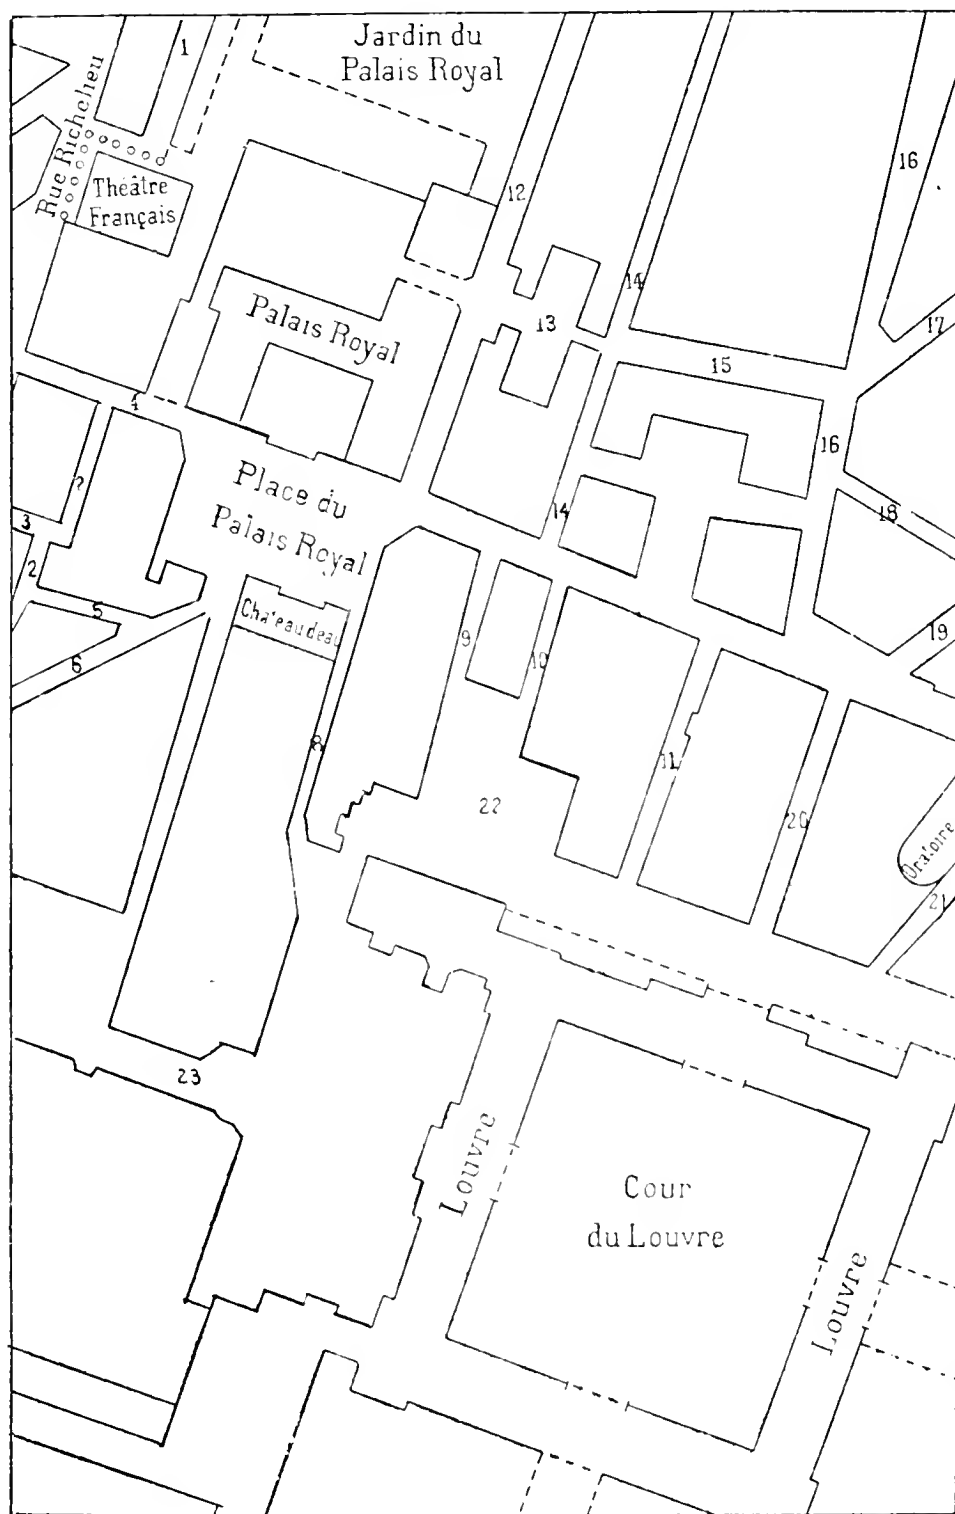 1
Jardin du
Palais Royal
Rue Richelieu
Théâtre
Français
12
16
14
13
17
Palais Royal
15
4
16
Place du
Palais Royal
14
18
3
2
Chateau deau
5
6
9
10
19
8
11
22
20
Oratoire
21
23
Louvre
Cour
du Louvre
Louvre